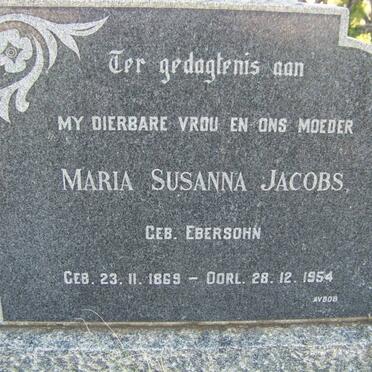 Ter gedagtenis aan
MY DIERBARE VROU EN ONS MOEDER
MARIA SUSANNA JACOBS,
GEB. EBERSOHN
GEB. 23. 11. 1869 – OORL. 28. 12. 1954
AVBOB